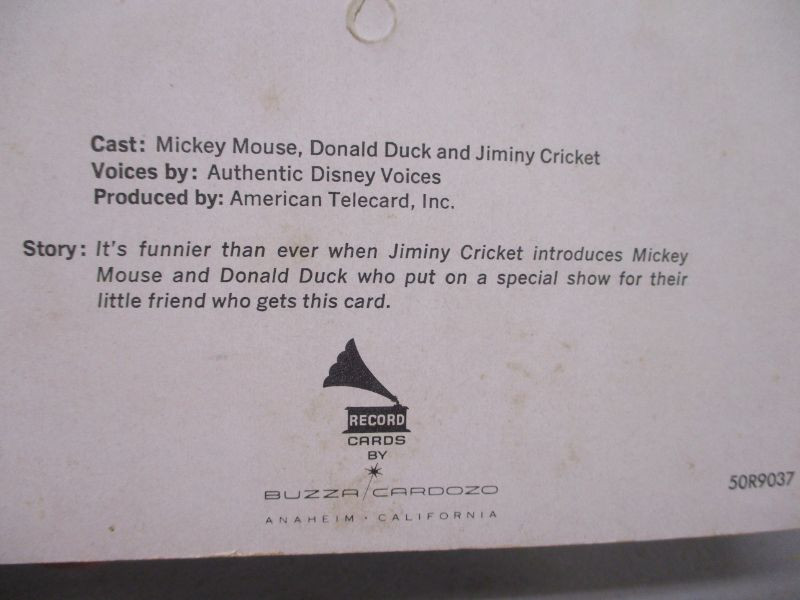 Cast: Mickey Mouse, Donald Duck and Jiminy Cricket
Voices by: Authentic Disney Voices
Produced by: American Telecard, Inc.
Story: It's funnier than ever when Jiminy Cricket introduces Mickey
Mouse and Donald Duck who put on a special show for their
little friend who gets this card.
RECORD
CARDS
BY
BUZZA/CARDOZO
ANAHEIM · CALIFORNIA
50R9037